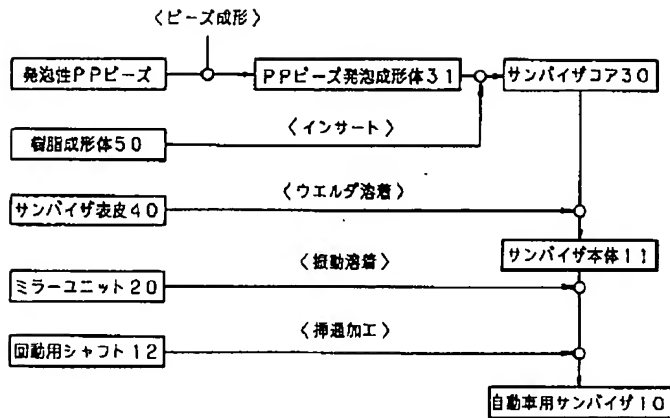 〈ビーズ成形〉
発泡性PPビーズ
PPビーズ発泡成形体31
サンバイザコア30
樹脂成形体50
〈インサート〉
サンバイザ表皮40
〈ウエルダ溶着〉
サンバイザ本体11
〈振動溶着〉
ミラーユニット20
〈挿通加工〉
回動用シャフト12
自動車用サンバイザ10